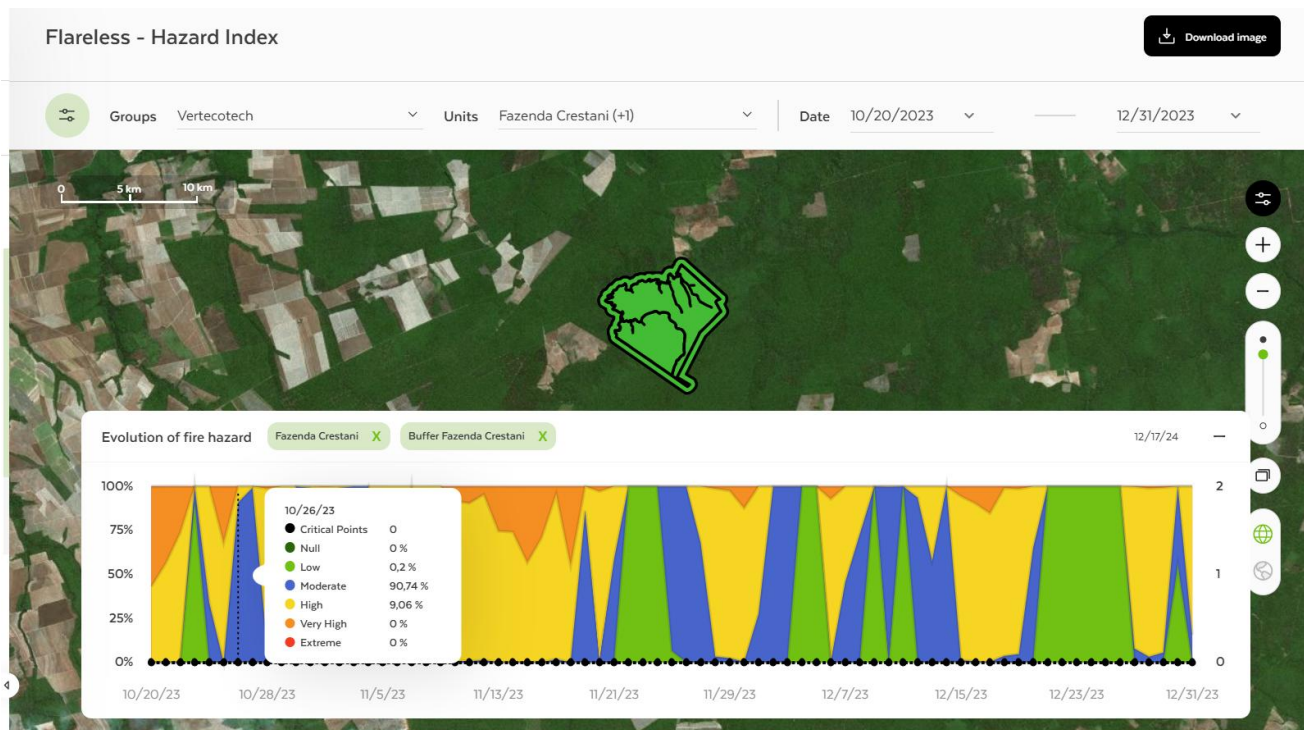 Flareless - Hazard Index
Download image
Groups Vertecotech Units Fazenda Crestani (+1) Date 10/20/2023 12/31/2023
0 5 km 10 km
Evolution of fire hazard Fazenda Crestani X Buffer Fazenda Crestani X 12/17/24
100% 2
75%
50% 1
25%
0% 0
10/26/23
Critical Points 0
Null 0 %
Low 0,2 %
Moderate 90,74 %
High 9,06 %
Very High 0 %
Extreme 0 %
10/20/23 10/28/23 11/5/23 11/13/23 11/21/23 11/29/23 12/7/23 12/15/23 12/23/23 12/31/23